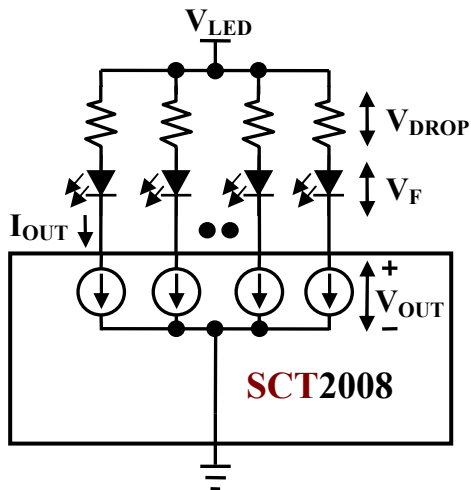 VLED
VDROP
VF
IOUT
+
VOUT
–
SCT2008